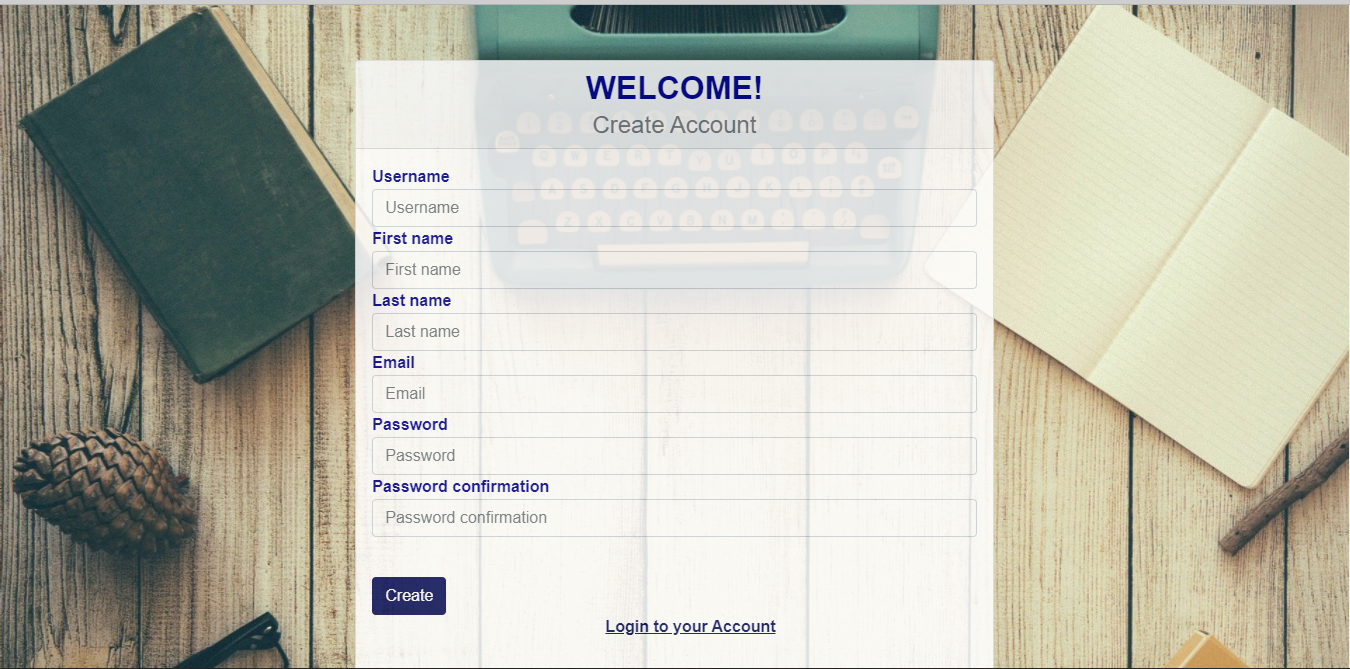 WELCOME!
Create Account
Username
Username
First name
First name
Last name
Last name
Email
Email
Password
Password
Password confirmation
Password confirmation
Create
Login to your Account